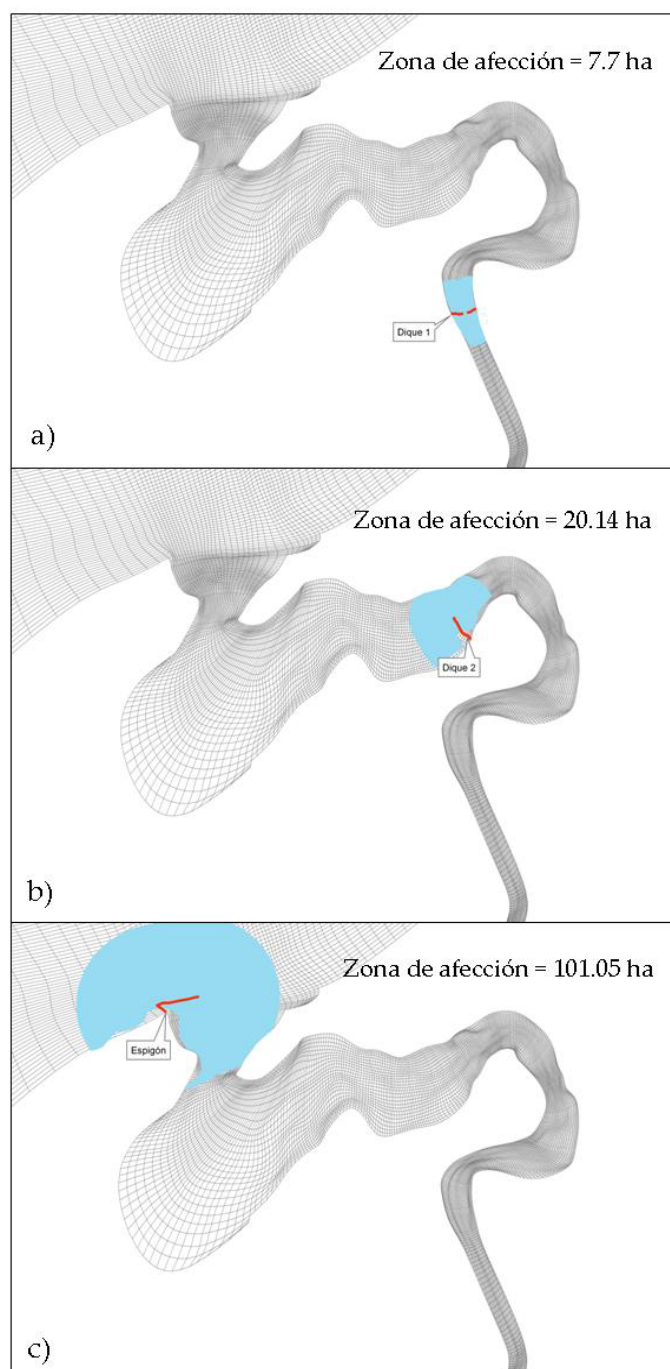 Zona de afección = 7.7 ha
Dique 1
a)
Zona de afección = 20.14 ha
Dique 2
b)
Zona de afección = 101.05 ha
Espigón
c)